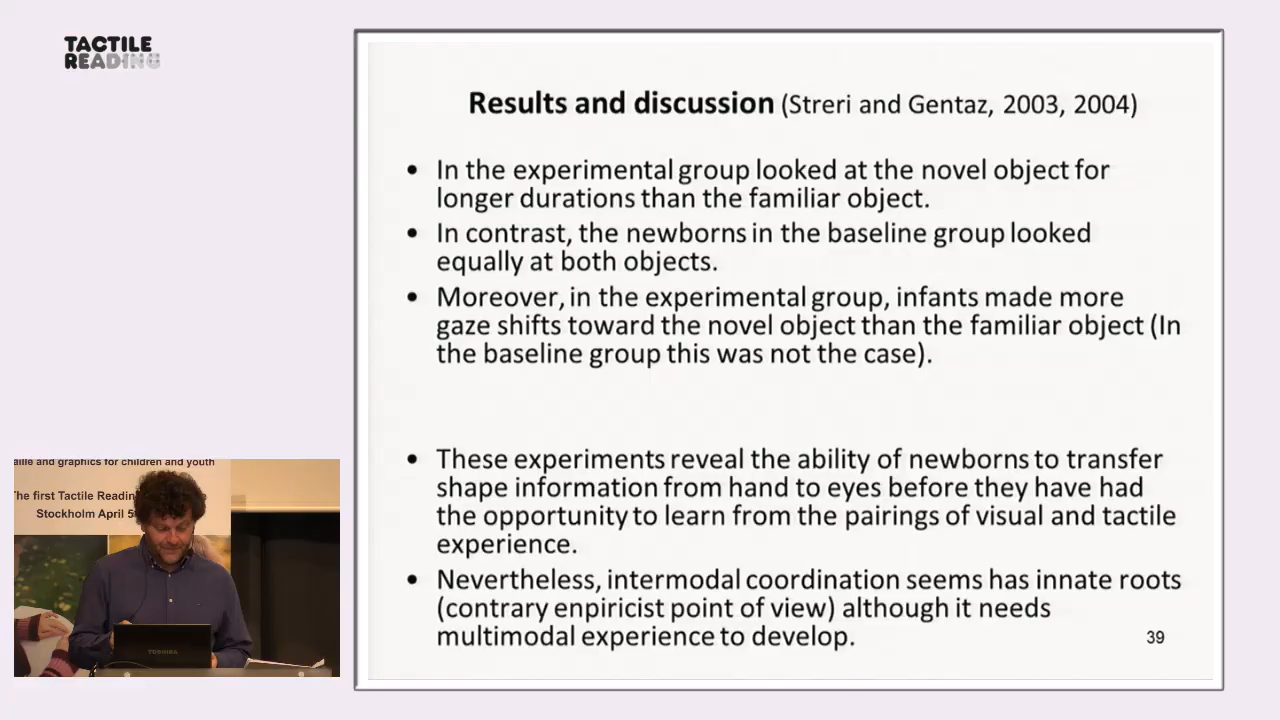 TACTILE
READING
Results and discussion (Streri and Gentaz, 2003, 2004)
• In the experimental group looked at the novel object for
longer durations than the familiar object.
• In contrast, the newborns in the baseline group looked
equally at both objects.
• Moreover, in the experimental group, infants made more
gaze shifts toward the novel object than the familiar object (In
the baseline group this was not the case).
• These experiments reveal the ability of newborns to transfer
shape information from hand to eyes before they have had
the opportunity to learn from the pairings of visual and tactile
experience.
• Nevertheless, intermodal coordination seems has innate roots
(contrary enpiricist point of view) although it needs
multimodal experience to develop.
39
and graphics for children and youth
The first Tactile
Stockholm April
TOSHIBA